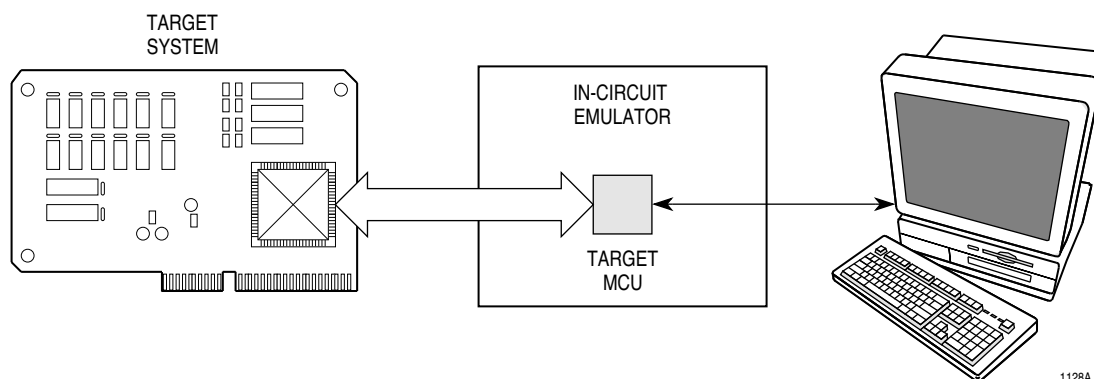 TARGET
SYSTEM
IN-CIRCUIT
EMULATOR
TARGET
MCU
1128A